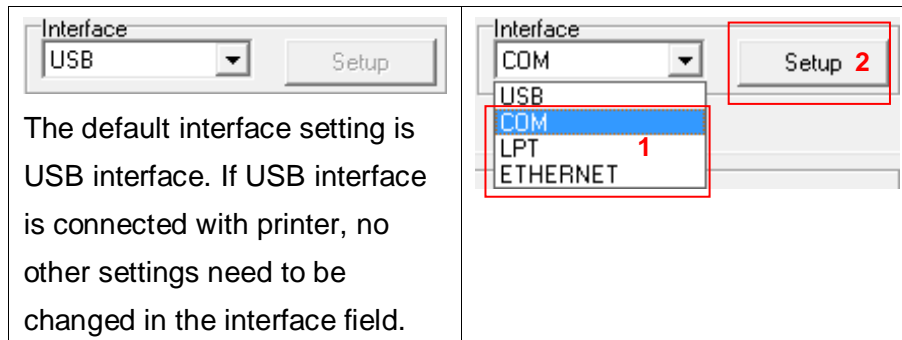 Interface
USB
Setup
The default interface setting is
USB interface. If USB interface
is connected with printer, no
other settings need to be
changed in the interface field.
Interface
COM
Setup 2
USB
COM
LPT 1
ETHERNET